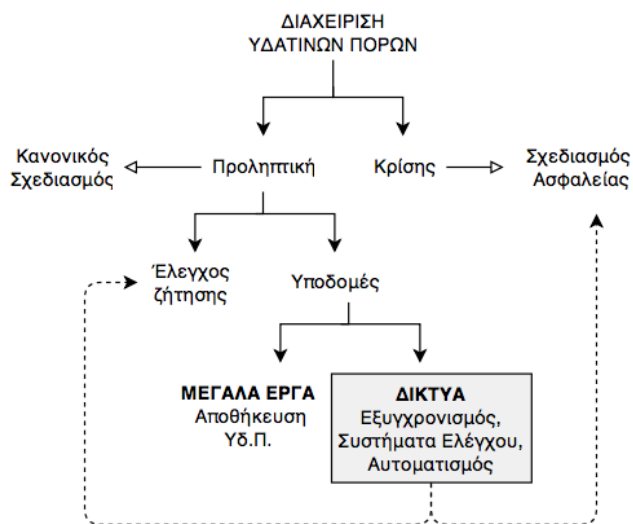 ΔΙΑΧΕΙΡΙΣΗ
ΥΔΑΤΙΝΩΝ ΠΟΡΩΝ
Κανονικός
Σχεδιασμός
Προληπτική
Κρίσης
Σχεδιασμός
Ασφαλείας
Έλεγχος
ζήτησης
Υποδομές
ΜΕΓΑΛΑ ΕΡΓΑ
Αποθήκευση
Υδ.Π.
ΔΙΚΤΥΑ
Εξυγχρονισμός,
Συστήματα Ελέγχου,
Αυτοματισμός